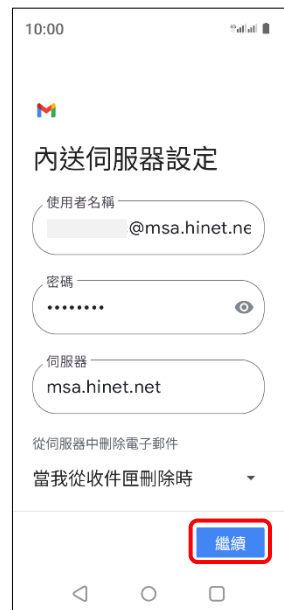 10:00
內送伺服器設定
使用者名稱
@msa.hinet.ne
密碼
••••••••
伺服器
msa.hinet.net
從伺服器中刪除電子郵件
當我從收件匣刪除時
繼續